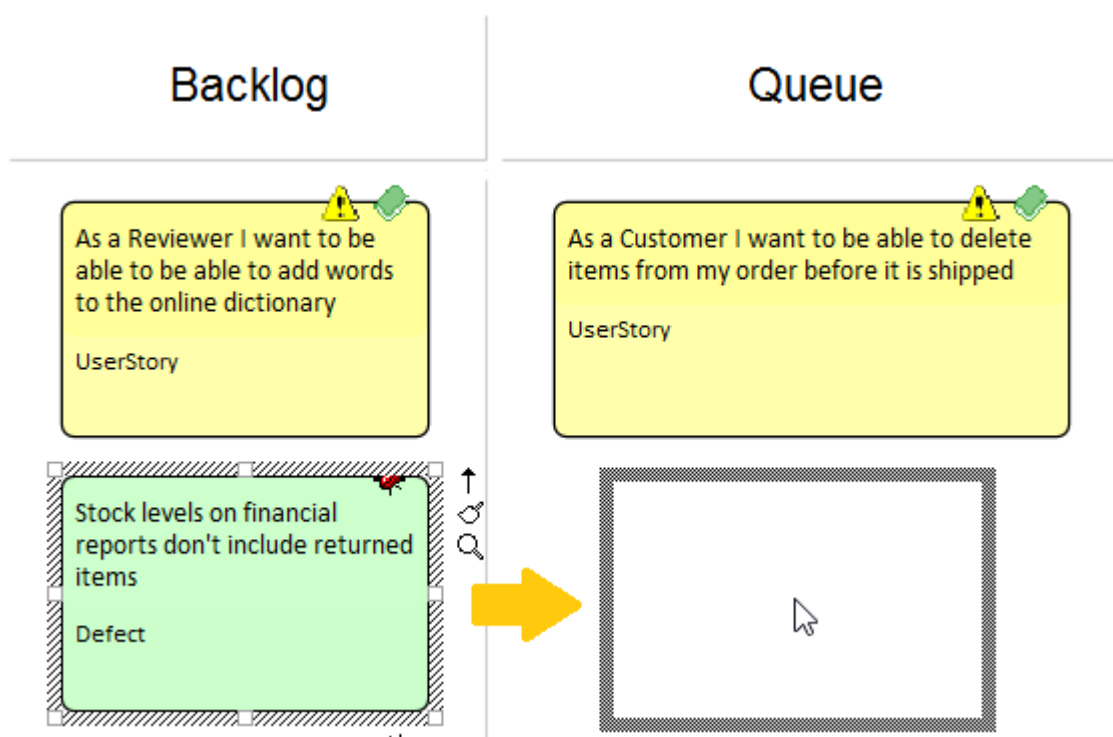 Backlog
Queue
As a Reviewer I want to be
able to be able to add words
to the online dictionary
UserStory
As a Customer I want to be able to delete
items from my order before it is shipped
UserStory
Stock levels on financial
reports don't include returned
items
Defect